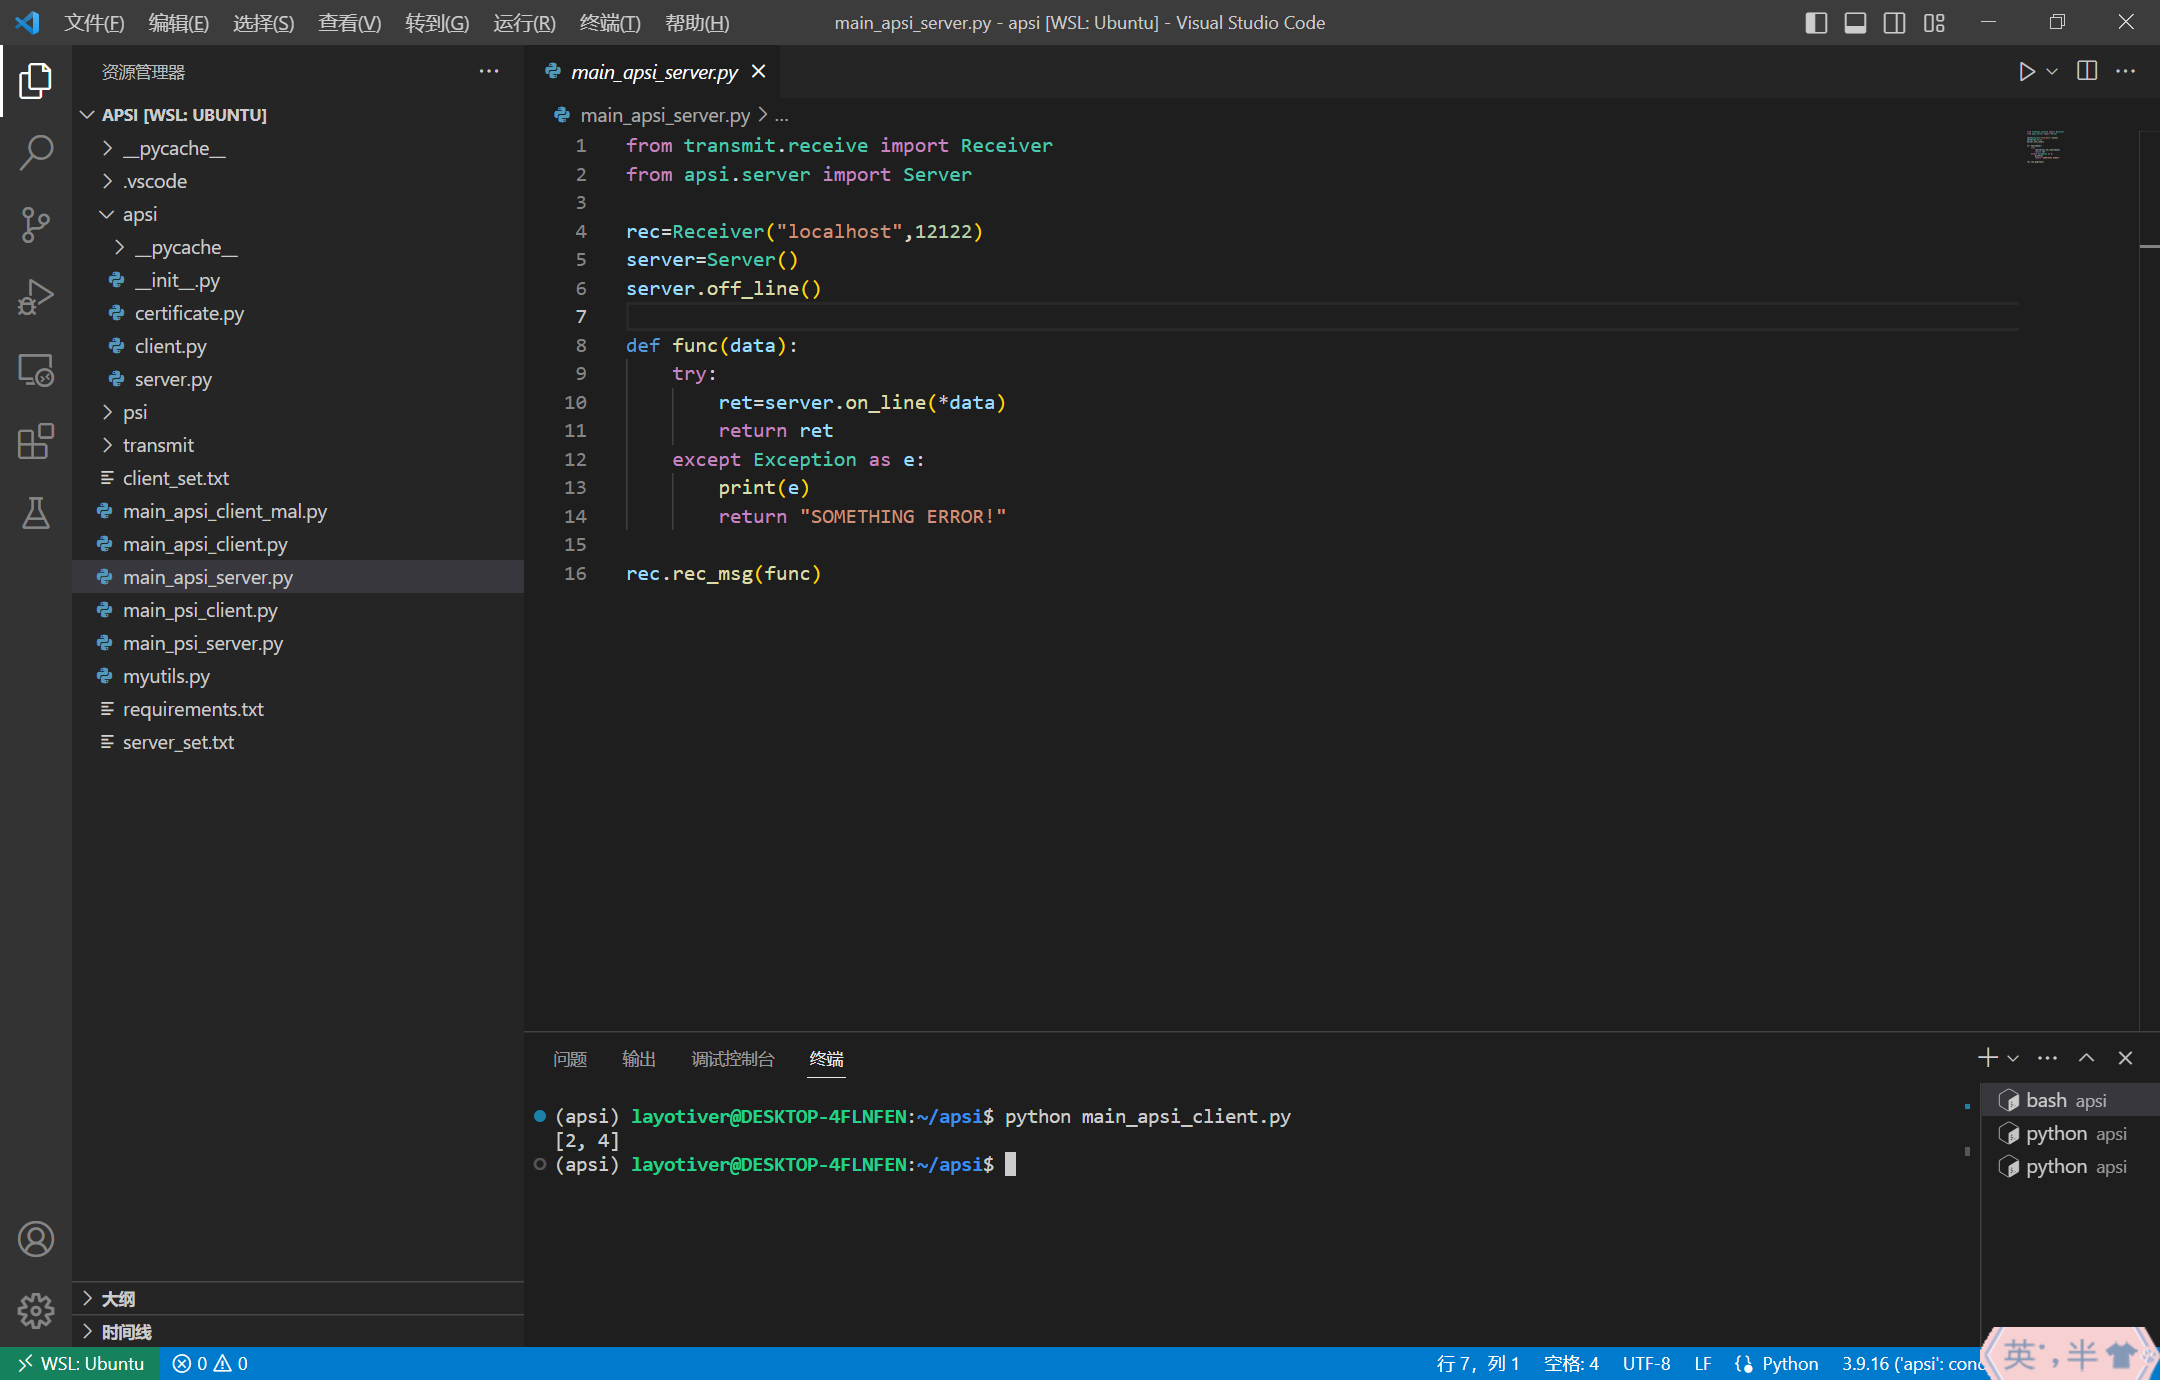 文件(F) 编辑(E) 选择(S) 查看(V) 转到(G) 运行(R) 终端(T) 帮助(H) main_apsi_server.py - apsi [WSL: Ubuntu] - Visual Studio Code
资源管理器
APSI [WSL: UBUNTU]
__pycache__
.vscode
apsi
__pycache__
__init__.py
certificate.py
client.py
server.py
psi
transmit
client_set.txt
main_apsi_client_mal.py
main_apsi_client.py
main_apsi_server.py
main_psi_client.py
main_psi_server.py
myutils.py
requirements.txt
server_set.txt
大纲
时间线
main_apsi_server.py
main_apsi_server.py > ...
1 from transmit.receive import Receiver
2 from apsi.server import Server
3
4 rec=Receiver("localhost",12122)
5 server=Server()
6 server.off_line()
7
8 def func(data):
9     try:
10         ret=server.on_line(*data)
11         return ret
12     except Exception as e:
13         print(e)
14         return "SOMETHING ERROR!"
15
16 rec.rec_msg(func)
问题 输出 调试控制台 终端
(apsi) layotiver@DESKTOP-4FLNFEN:~/apsi$ python main_apsi_client.py
[2, 4]
(apsi) layotiver@DESKTOP-4FLNFEN:~/apsi$
bash apsi
python apsi
python apsi
WSL: Ubuntu 0 0 行 7，列 1 空格: 4 UTF-8 LF Python 3.9.16 ('apsi': cond
英 ， 半